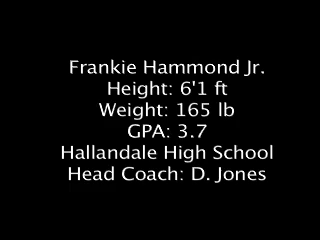 Frankie Hammond Jr.
Height: 6'1 ft
Weight: 165 lb
GPA: 3.7
Hallandale High School
Head Coach: D. Jones